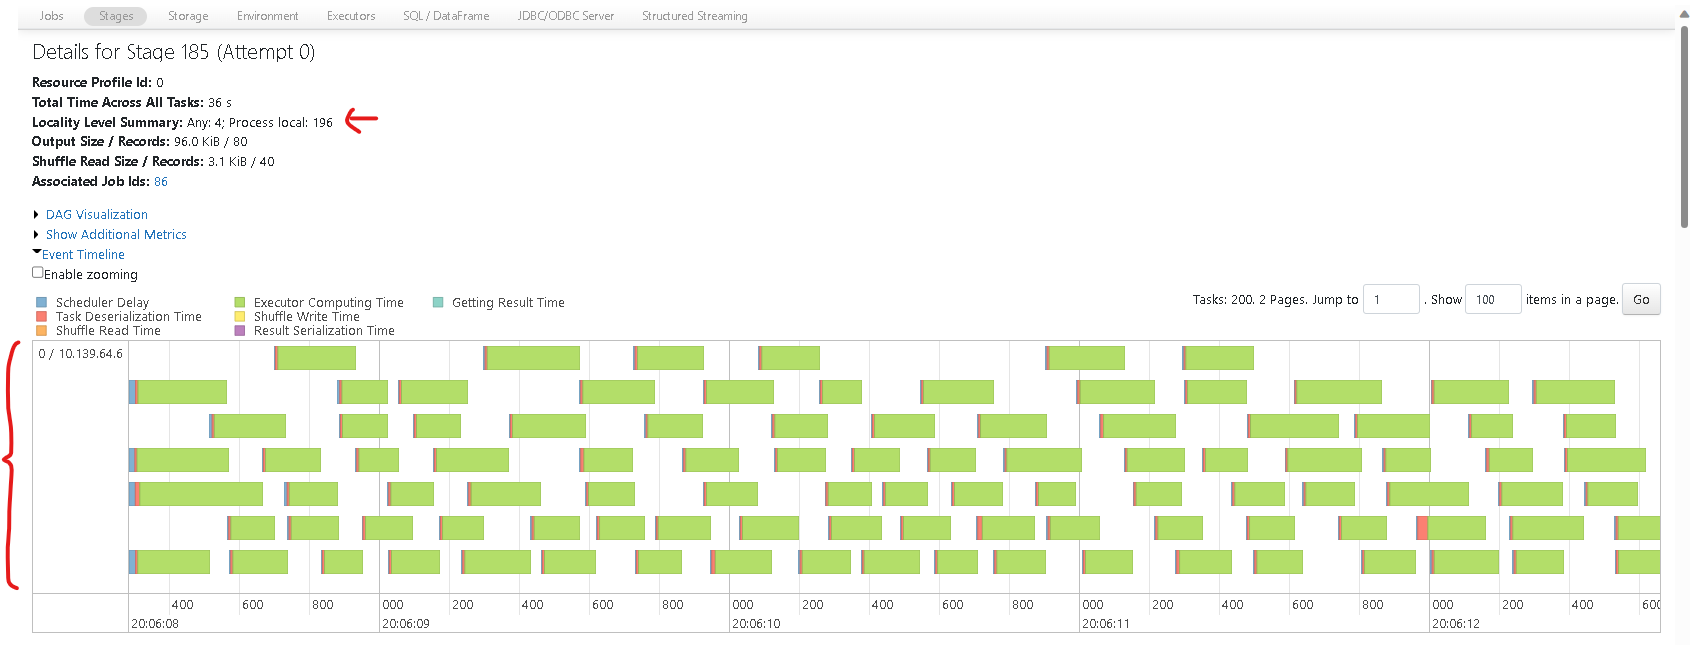 Jobs Stages Storage Environment Executors SQL / DataFrame JDBC/ODBC Server Structured Streaming
Details for Stage 185 (Attempt 0)
Resource Profile Id: 0
Total Time Across All Tasks: 36 s
Locality Level Summary: Any: 4; Process local: 196
Output Size / Records: 96.0 KiB / 80
Shuffle Read Size / Records: 3.1 KiB / 40
Associated Job Ids: 86
DAG Visualization
Show Additional Metrics
Event Timeline
Enable zooming
Scheduler Delay Executor Computing Time Getting Result Time
Task Deserialization Time Shuffle Write Time
Shuffle Read Time Result Serialization Time
Tasks: 200. 2 Pages. Jump to 1 . Show 100 items in a page. Go
0 / 10.139.64.6
400 600 800 000 200 400 600 800 000 200 400 600 800 000 200 400 600 800 000 200 400 600
20:06:08 20:06:09 20:06:10 20:06:11 20:06:12